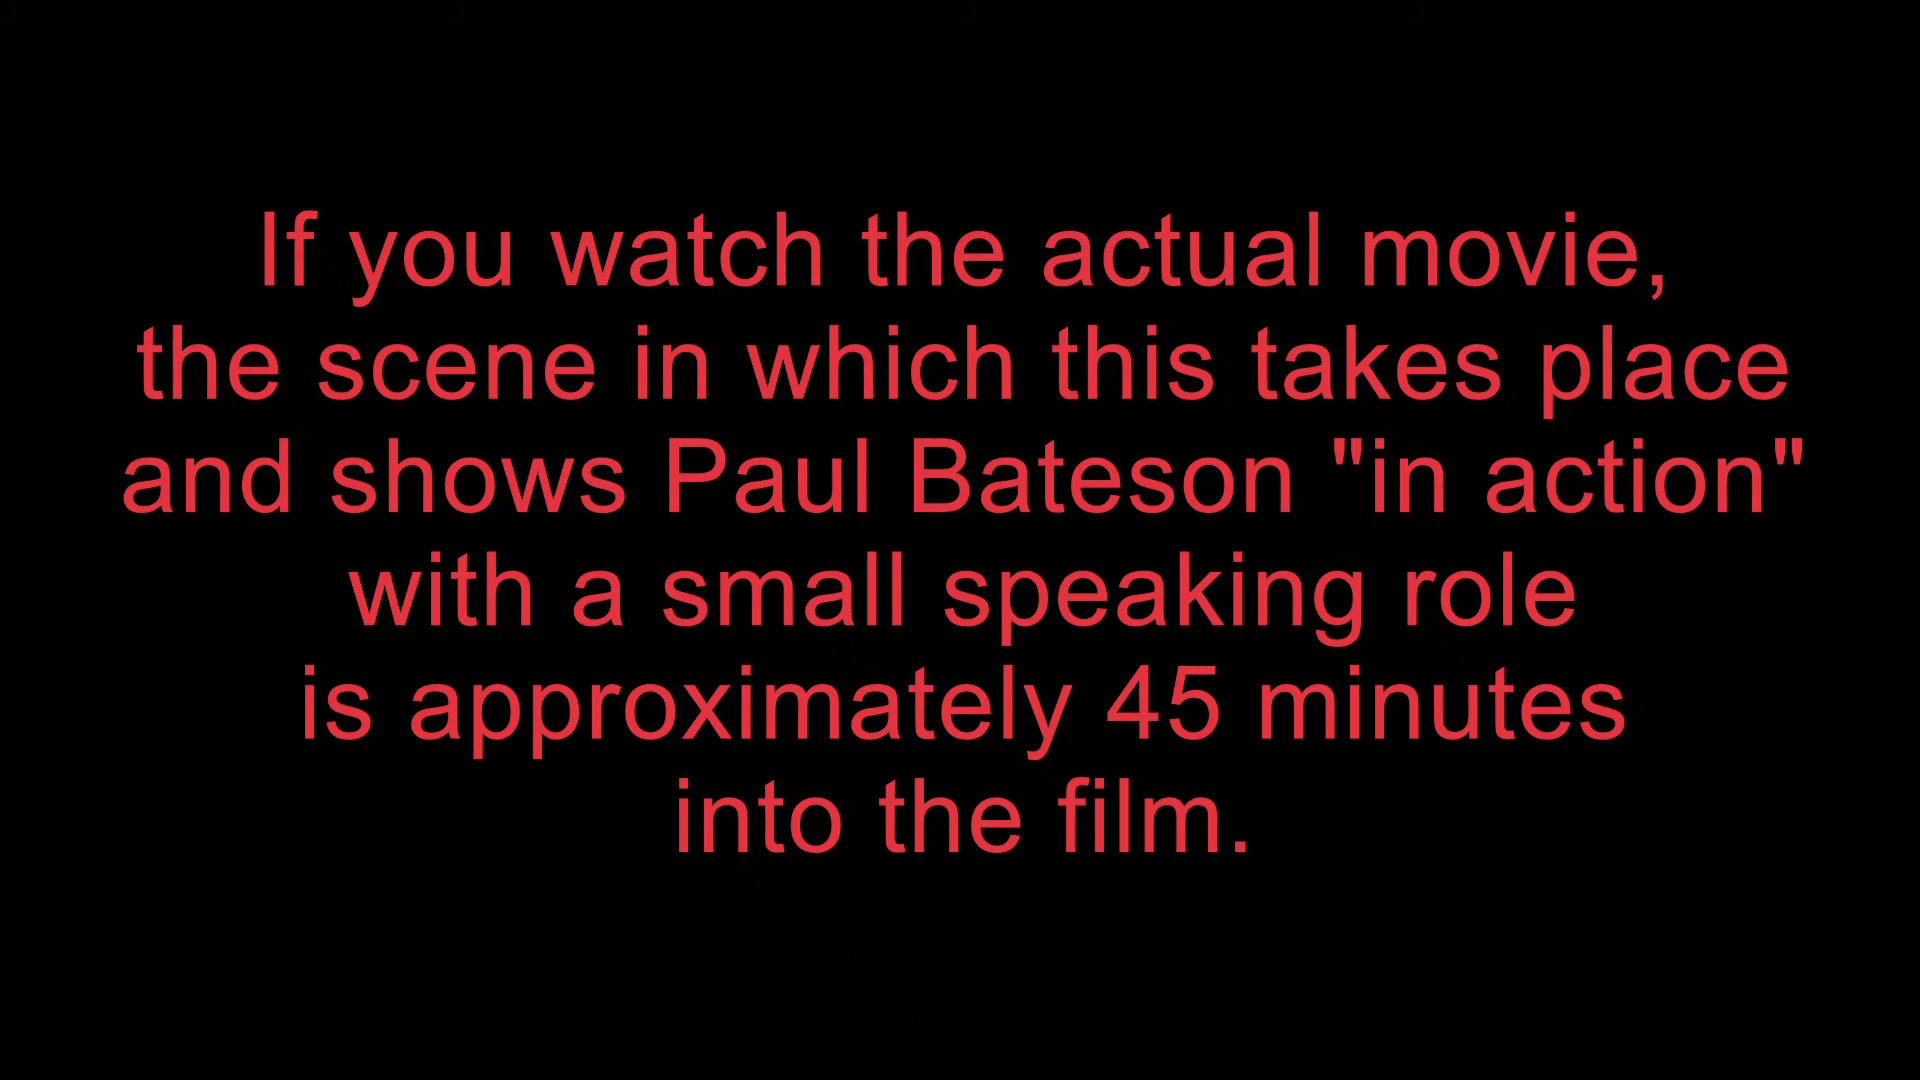 If you watch the actual movie,
the scene in which this takes place
and shows Paul Bateson "in action"
with a small speaking role
is approximately 45 minutes
into the film.